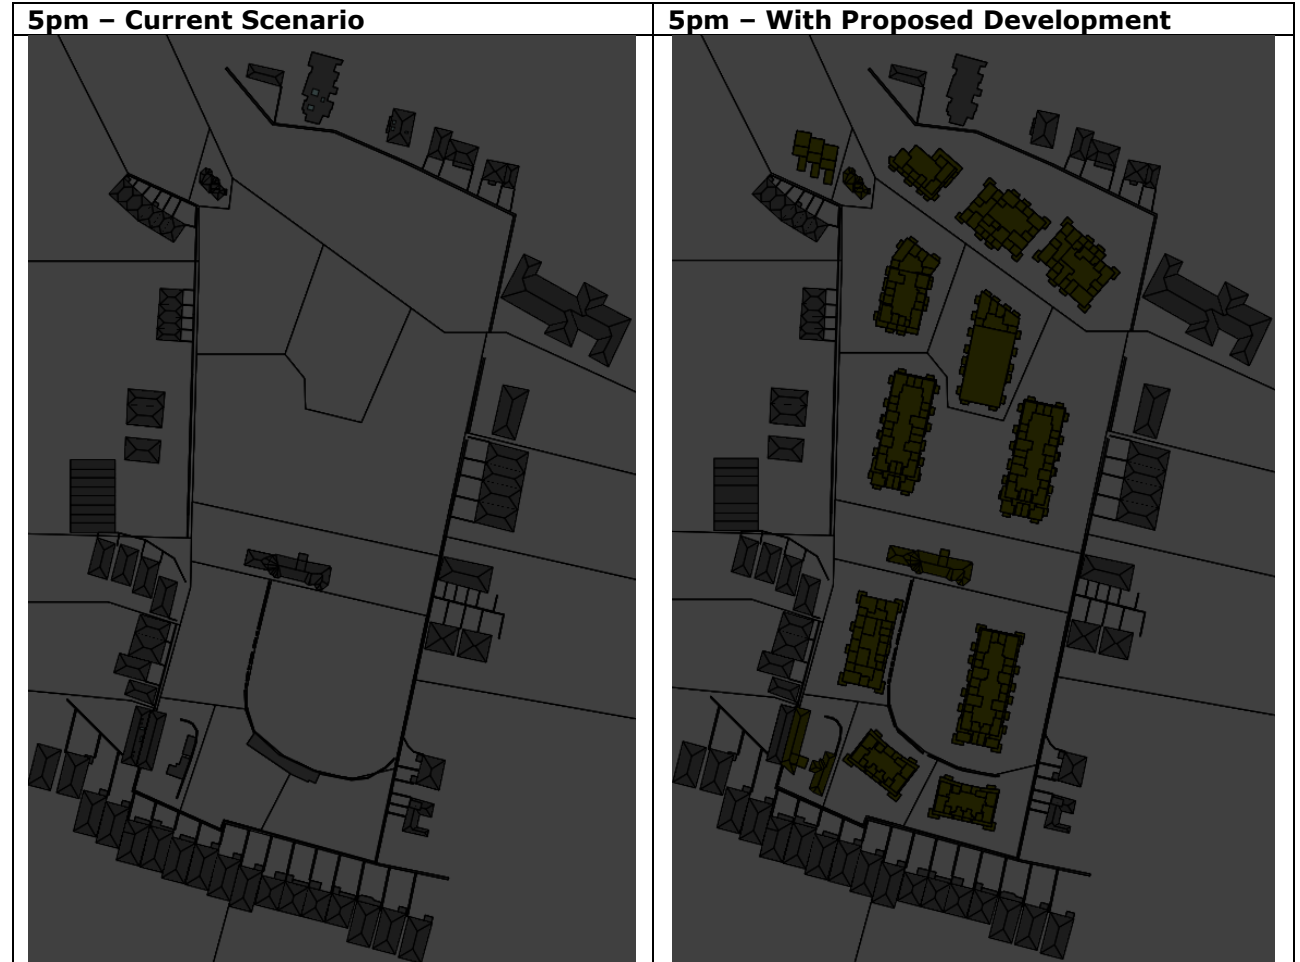 5pm – Current Scenario
5pm – With Proposed Development